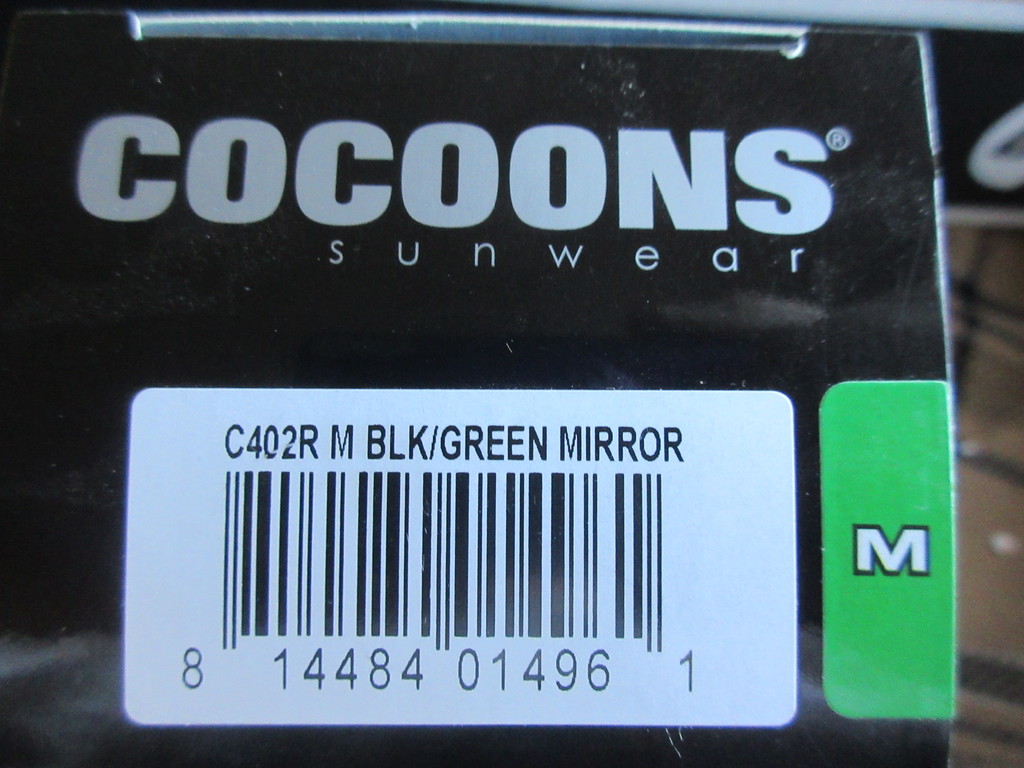 COCOONS®
sunwear
C402R M BLK/GREEN MIRROR
M
8 14484 01496 1